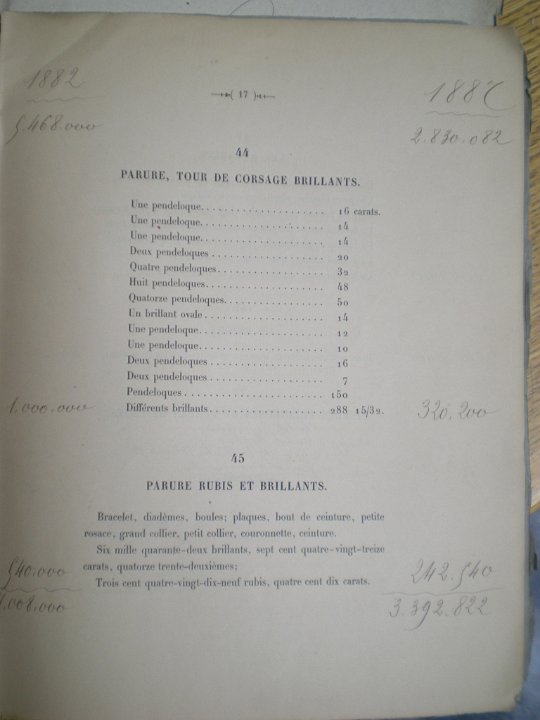 1882
( 17 )
1887
5.468.000
2.830.082
44
PARURE, TOUR DE CORSAGE BRILLANTS.
Une pendeloque. . . . . . . . . . . . . . . . . . . . . 16 carats.
Une pendeloque. . . . . . . . . . . . . . . . . . . . . 14
Une pendeloque. . . . . . . . . . . . . . . . . . . . . 14
Deux pendeloques . . . . . . . . . . . . . . . . . . . 20
Quatre pendeloques. . . . . . . . . . . . . . . . . . 32
Huit pendeloques. . . . . . . . . . . . . . . . . . . . 48
Quatorze pendeloques. . . . . . . . . . . . . . . . 50
Un brillant ovale . . . . . . . . . . . . . . . . . . . . 14
Une pendeloque. . . . . . . . . . . . . . . . . . . . . 12
Une pendeloque. . . . . . . . . . . . . . . . . . . . . 10
Deux pendeloques . . . . . . . . . . . . . . . . . . . 16
Deux pendeloques . . . . . . . . . . . . . . . . . . . 7
Pendeloques . . . . . . . . . . . . . . . . . . . . . . . 150
1.000.000 Différents brillants. . . . . . . . . . . . . . . . . . . 288 15/32. 320.200
45
PARURE RUBIS ET BRILLANTS.
Bracelet, diadèmes, boules; plaques, bout de ceinture, petite
rosace, grand collier, petit collier, couronnette, ceinture.
Six mille quarante-deux brillants, sept cent quatre-vingt-treize
540.000 carats, quatorze trente-deuxièmes; 242.540
Trois cent quatre-vingt-dix-neuf rubis, quatre cent dix carats.
.008.000 3.392.822